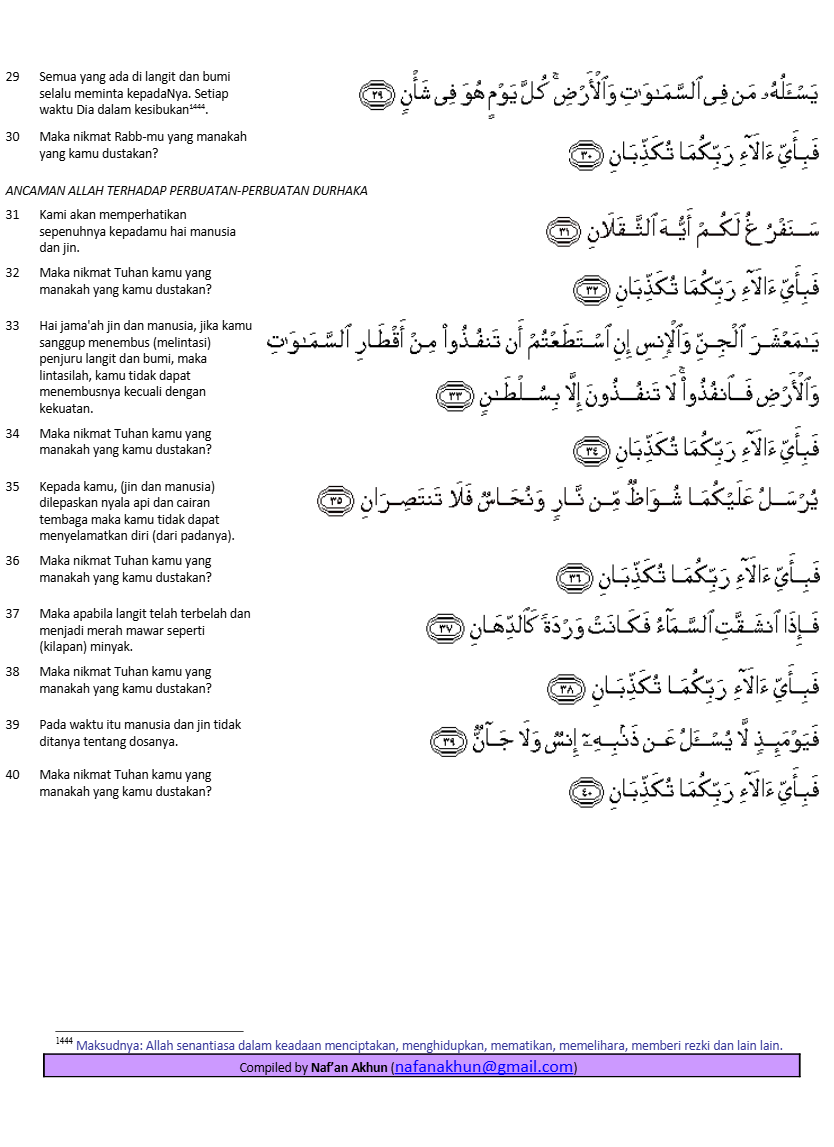 29 Semua yang ada di langit dan bumi
selalu meminta kepadaNya. Setiap
waktu Dia dalam kesibukan1444.
يَسْـَٔلُهُۥ مَن فِى ٱلسَّمَـٰوَٰتِ وَٱلْأَرْضِ ۚ كُلَّ يَوْمٍ هُوَ فِى شَأْنٍ ٢٩
30 Maka nikmat Rabb-mu yang manakah
yang kamu dustakan?
فَبِأَىِّ ءَالَآءِ رَبِّكُمَا تُكَذِّبَانِ ٣٠
ANCAMAN ALLAH TERHADAP PERBUATAN-PERBUATAN DURHAKA
31 Kami akan memperhatikan
sepenuhnya kepadamu hai manusia
dan jin.
سَنَفْرُغُ لَكُمْ أَيُّهَ ٱلثَّقَلَانِ ٣١
32 Maka nikmat Tuhan kamu yang
manakah yang kamu dustakan?
فَبِأَىِّ ءَالَآءِ رَبِّكُمَا تُكَذِّبَانِ ٣٢
33 Hai jama'ah jin dan manusia, jika kamu
sanggup menembus (melintasi)
penjuru langit dan bumi, maka
lintasilah, kamu tidak dapat
menembusnya kecuali dengan
kekuatan.
يَـٰمَعْشَرَ ٱلْجِنِّ وَٱلْإِنسِ إِنِ ٱسْتَطَعْتُمْ أَن تَنفُذُوا۟ مِنْ أَقْطَارِ ٱلسَّمَـٰوَٰتِ
وَٱلْأَرْضِ فَٱنفُذُوا۟ ۚ لَا تَنفُذُونَ إِلَّا بِسُلْطَـٰنٍ ٣٣
34 Maka nikmat Tuhan kamu yang
manakah yang kamu dustakan?
فَبِأَىِّ ءَالَآءِ رَبِّكُمَا تُكَذِّبَانِ ٣٤
35 Kepada kamu, (jin dan manusia)
dilepaskan nyala api dan cairan
tembaga maka kamu tidak dapat
menyelamatkan diri (dari padanya).
يُرْسَلُ عَلَيْكُمَا شُوَاظٌ مِّن نَّارٍ وَنُحَاسٌ فَلَا تَنتَصِرَانِ ٣٥
36 Maka nikmat Tuhan kamu yang
manakah yang kamu dustakan?
فَبِأَىِّ ءَالَآءِ رَبِّكُمَا تُكَذِّبَانِ ٣٦
37 Maka apabila langit telah terbelah dan
menjadi merah mawar seperti
(kilapan) minyak.
فَإِذَا ٱنشَقَّتِ ٱلسَّمَآءُ فَكَانَتْ وَرْدَةً كَٱلدِّهَانِ ٣٧
38 Maka nikmat Tuhan kamu yang
manakah yang kamu dustakan?
فَبِأَىِّ ءَالَآءِ رَبِّكُمَا تُكَذِّبَانِ ٣٨
39 Pada waktu itu manusia dan jin tidak
ditanya tentang dosanya.
فَيَوْمَئِذٍ لَّا يُسْـَٔلُ عَن ذَنۢبِهِۦٓ إِنسٌ وَلَا جَآنٌّ ٣٩
40 Maka nikmat Tuhan kamu yang
manakah yang kamu dustakan?
فَبِأَىِّ ءَالَآءِ رَبِّكُمَا تُكَذِّبَانِ ٤٠
1444 Maksudnya: Allah senantiasa dalam keadaan menciptakan, menghidupkan, mematikan, memelihara, memberi rezki dan lain lain.
Compiled by Naf’an Akhun (nafanakhun@gmail.com)